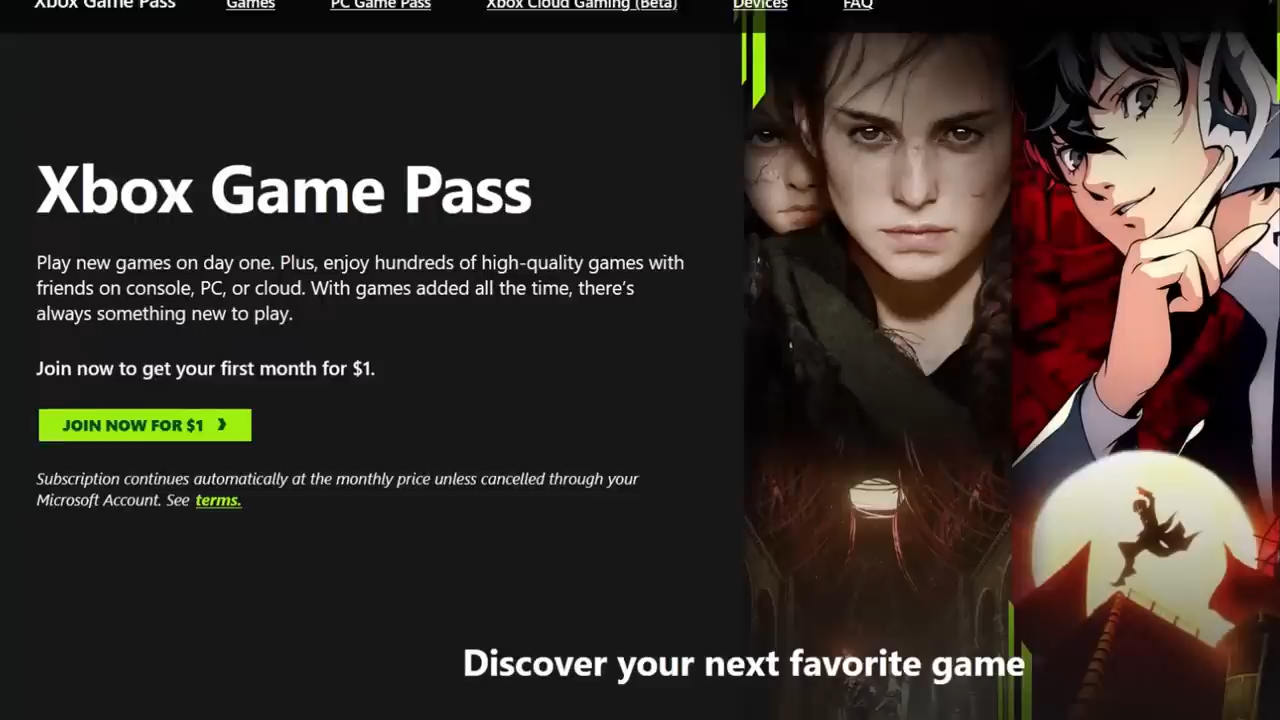 Xbox Game Pass Games PC Game Pass Xbox Cloud Gaming (Beta) Devices FAQ
Xbox Game Pass
Play new games on day one. Plus, enjoy hundreds of high-quality games with
friends on console, PC, or cloud. With games added all the time, there's
always something new to play.
Join now to get your first month for $1.
JOIN NOW FOR $1
Subscription continues automatically at the monthly price unless cancelled through your
Microsoft Account. See terms.
Discover your next favorite game